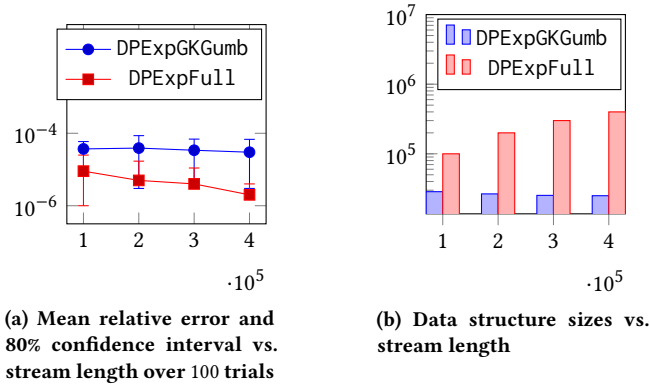 DPExpGKGumb
DPExpFull
10^−4
10^−6
1 2 3 4
·10^5
(a) Mean relative error and
80% confidence interval vs.
stream length over 100 trials
10^7
DPExpGKGumb
DPExpFull
10^6
10^5
1 2 3 4
·10^5
(b) Data structure sizes vs.
stream length